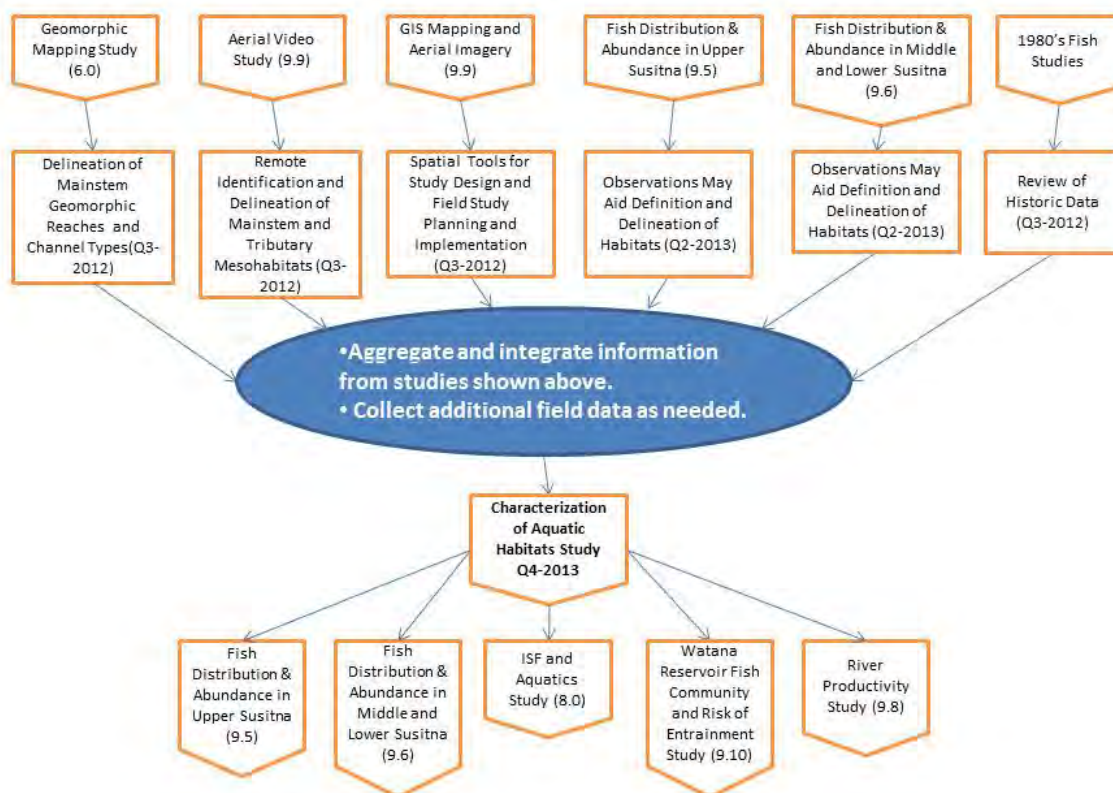 Geomorphic
Mapping Study
(6.0)
Aerial Video
Study (9.9)
GIS Mapping and
Aerial Imagery
(9.9)
Fish Distribution &
Abundance in Upper
Susitna (9.5)
Fish Distribution &
Abundance in Middle
and Lower Susitna
(9.6)
1980's Fish
Studies
Delineation of
Mainstem
Geomorphic
Reaches and
Channel Types(Q3-
2012)
Remote
Identification and
Delineation of
Mainstem and
Tributary
Mesohabitats (Q3-
2012)
Spatial Tools for
Study Design and
Field Study
Planning and
Implementation
(Q3-2012)
Observations May
Aid Definition and
Delineation of
Habitats (Q2-2013)
Observations May
Aid Definition and
Delineation of
Habitats (Q2-2013)
Review of
Historic Data
(Q3-2012)
•Aggregate and integrate information
from studies shown above.
• Collect additional field data as needed.
Characterization
of Aquatic
Habitats Study
Q4-2013
Fish
Distribution &
Abundance in
Upper Susitna
(9.5)
Fish
Distribution &
Abundance in
Middle and
Lower Susitna
(9.6)
ISF and
Aquatics
Study (8.0)
Watana
Reservoir Fish
Community
and Risk of
Entrainment
Study (9.10)
River
Productivity
Study (9.8)